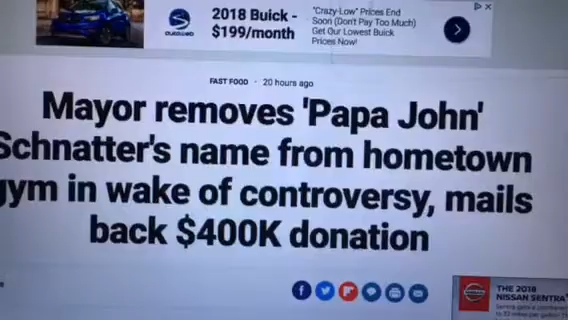 2018 Buick -
$199/month
"Crazy-Low" Prices End
Soon (Don't Pay Too Much)
Get Our Lowest Buick
Prices Now!
FAST FOOD · 20 hours ago
Mayor removes 'Papa John'
Schnatter's name from hometown
gym in wake of controversy, mails
back $400K donation
NISSAN
THE 2018
NISSAN SENTRA